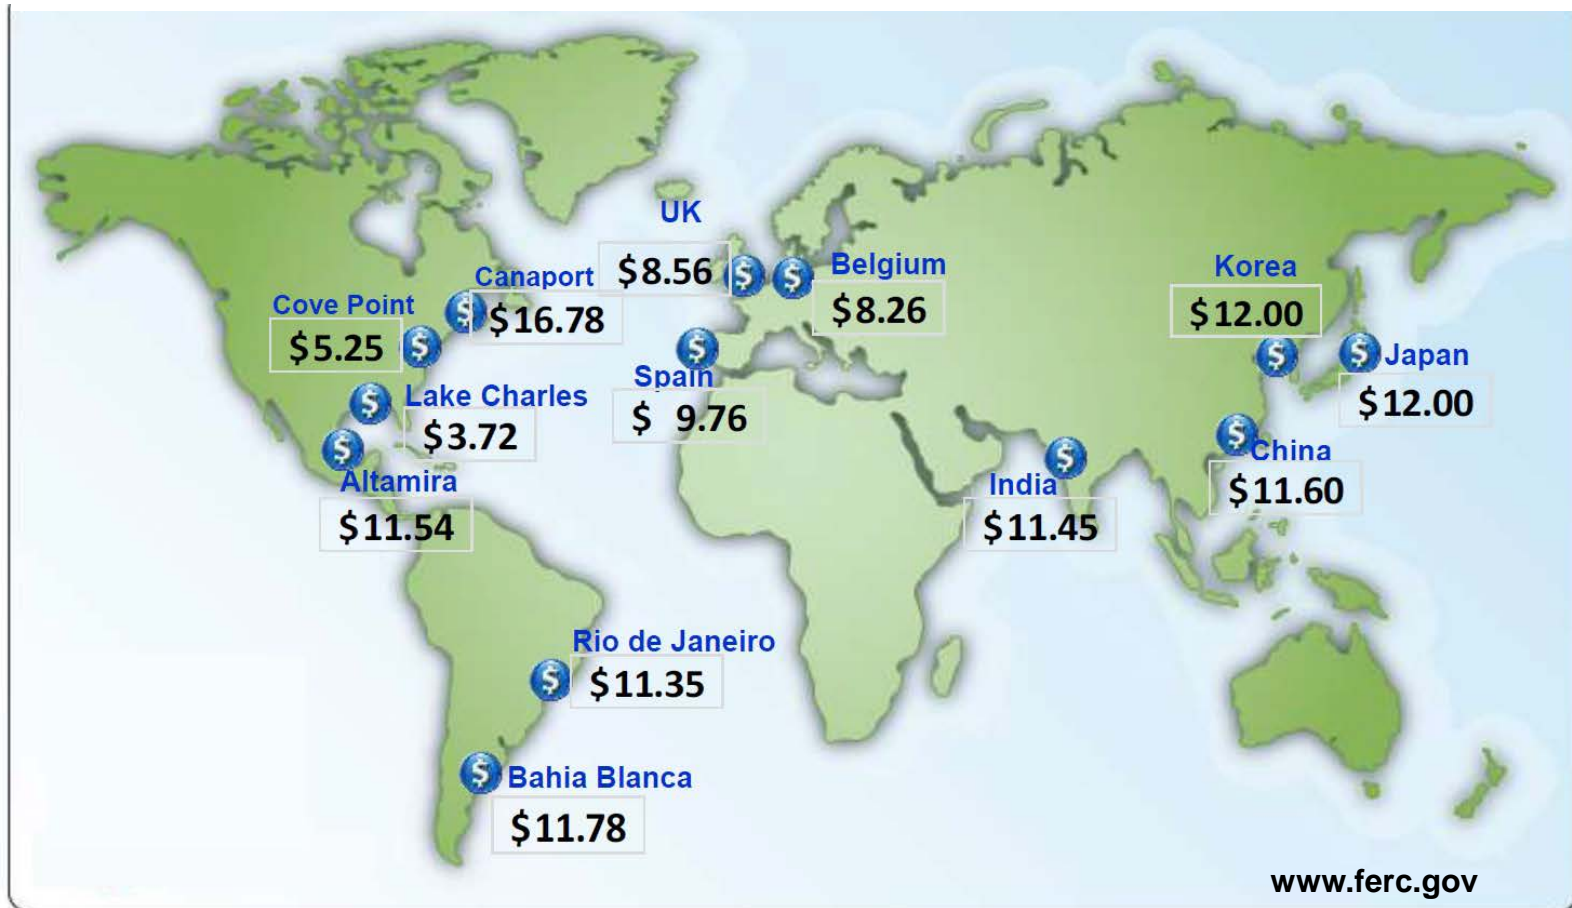 UK
$8.56
Belgium
$8.26
Canaport
$16.78
Cove Point
$5.25
Korea
$12.00
Japan
$12.00
Spain
$ 9.76
Lake Charles
$3.72
Altamira
$11.54
India
$11.45
China
$11.60
Rio de Janeiro
$11.35
Bahia Blanca
$11.78
www.ferc.gov